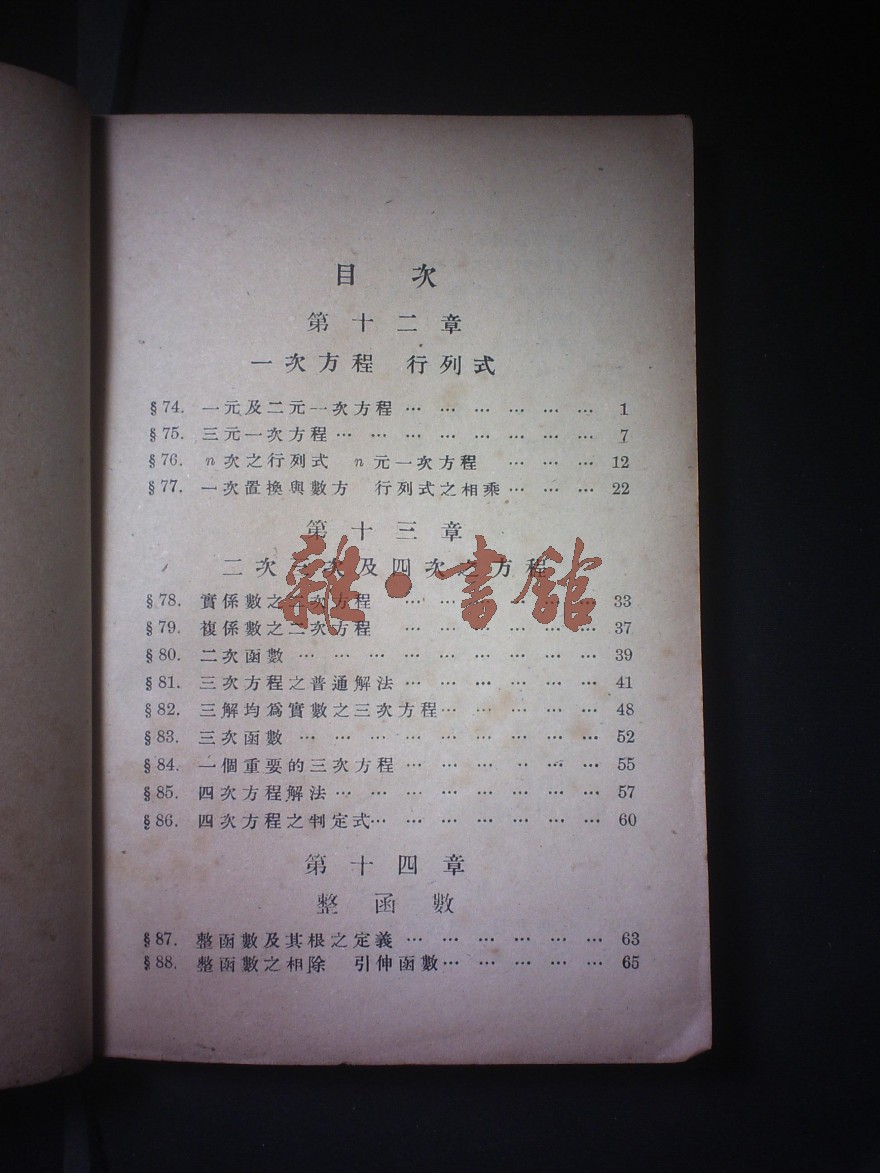 目 次
第 十 二 章
一次方程 行列式
§74. 一元及二元一次方程 … … … … … … 1
§75. 三元一次方程 … … … … … … … … 7
§76. n次之行列式 n元一次方程 … … … 12
§77. 一次置換與數方 行列式之相乘 … … … 22
第 十 三 章
二次三次及四次之方程
雜·書館
§78. 實係數之二次方程 … … … … … … 33
§79. 複係數之二次方程 … … … … … … 37
§80. 二次函數 … … … … … … … … … 39
§81. 三次方程之普通解法 … … … … … … 41
§82. 三解均爲實數之三次方程 … … … … … 48
§83. 三次函數 … … … … … … … … … 52
§84. 一個重要的三次方程 … … … … … … 55
§85. 四次方程解法 … … … … … … … … 57
§86. 四次方程之判定式 … … … … … … … 60
第 十 四 章
整 函 數
§87. 整函數及其根之定義 … … … … … … 63
§88. 整函數之相除 引伸函數 … … … … … 65